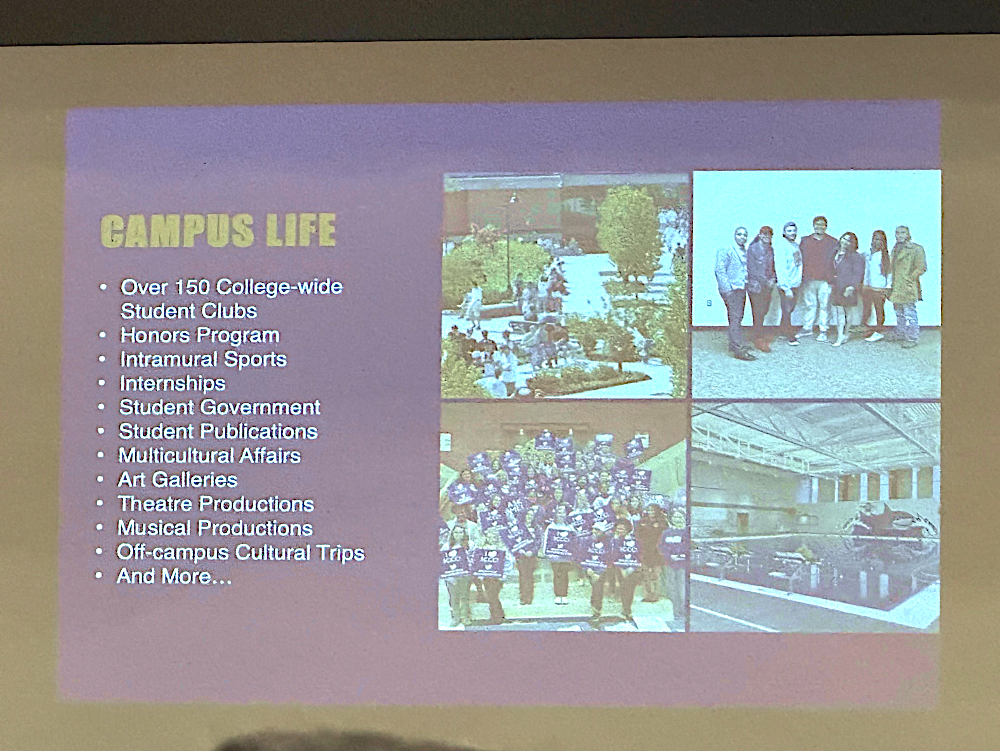 CAMPUS LIFE
• Over 150 College-wide
Student Clubs
• Honors Program
• Intramural Sports
• Internships
• Student Government
• Student Publications
• Multicultural Affairs
• Art Galleries
• Theatre Productions
• Musical Productions
• Off-campus Cultural Trips
• And More...